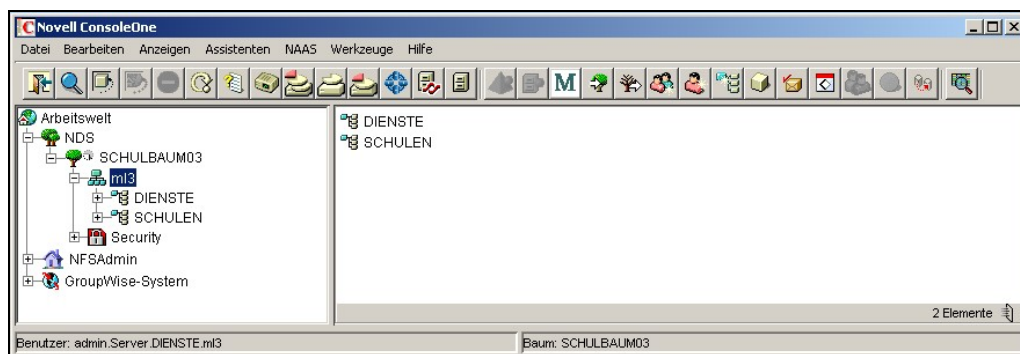 Novell ConsoleOne
Datei Bearbeiten Anzeigen Assistenten NAAS Werkzeuge Hilfe
M
Arbeitswelt
NDS
SCHULBAUM03
ml3
DIENSTE
SCHULEN
Security
NFSAdmin
GroupWise-System
DIENSTE
SCHULEN
2 Elemente
Benutzer: admin.Server.DIENSTE.ml3
Baum: SCHULBAUM03